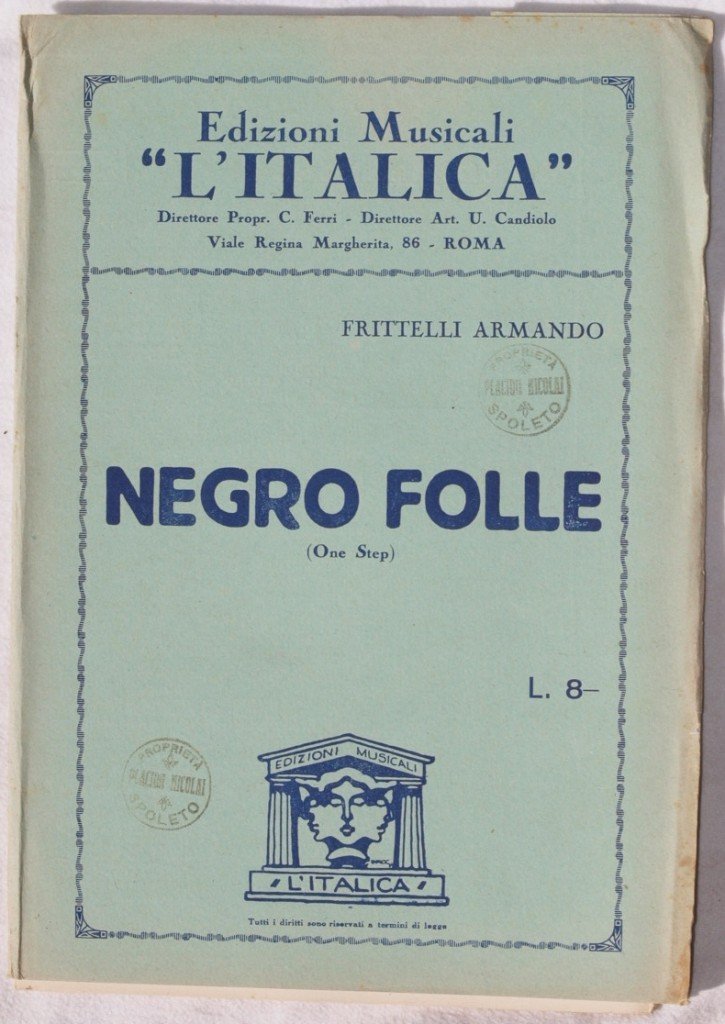 Edizioni Musicali
“L'ITALICA”
Direttore Propr. C. Ferri - Direttore Art. U. Candiolo
Viale Regina Margherita, 86 - ROMA
FRITTELLI ARMANDO
PROPRIETÀ
PLACIDO NICOLAI
SPOLETO
NEGRO FOLLE
(One Step)
L. 8—
PROPRIETÀ
PLACIDO NICOLAI
SPOLETO
EDIZIONI MUSICALI
"L'ITALICA"
Tutti i diritti sono riservati a termini di legge